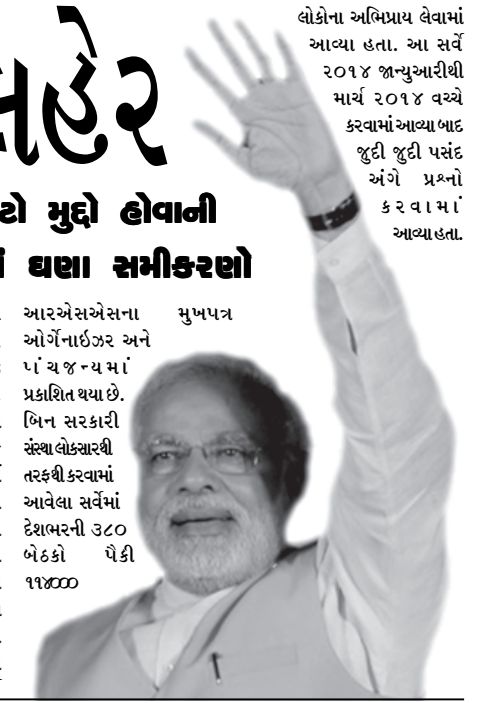 હેર
મુદ્દો હોવાની
ઘણા સમીકરણો
આરએસએસના મુખપત્ર
ઓર્ગેનાઇઝર અને
પાંચજન્યમાં
પ્રકાશિત થયા છે.
બિન સરકારી
સંસ્થા લોકસારથી
તરફથી કરવામાં
આવેલા સર્વેમાં
દેશભરની ૩૮૦
બેઠકો પૈકી
૧૧૪૦૦૦
લોકોના અભિપ્રાય લેવામાં
આવ્યા હતા. આ સર્વે
૨૦૧૪ જાન્યુઆરીથી
માર્ચ ૨૦૧૪ વચ્ચે
કરવામાં આવ્યા બાદ
જુદી જુદી પસંદ
અંગે પ્રશ્નો
કરવામાં
આવ્યા હતા.